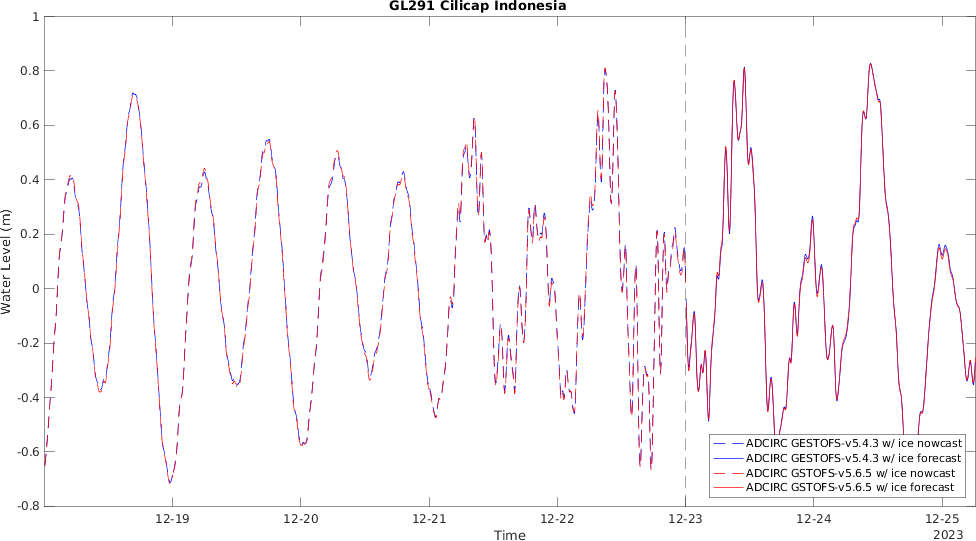 GL291 Cilicap Indonesia
1
0.8
0.6
0.4
0.2
0
-0.2
-0.4
-0.6
-0.8
Water Level (m)
12-19
12-20
12-21
12-22
12-23
12-24
12-25
2023
Time
ADCIRC GESTOFS-v5.4.3 w/ ice nowcast
ADCIRC GESTOFS-v5.4.3 w/ ice forecast
ADCIRC GSTOFS-v5.6.5 w/ ice nowcast
ADCIRC GSTOFS-v5.6.5 w/ ice forecast